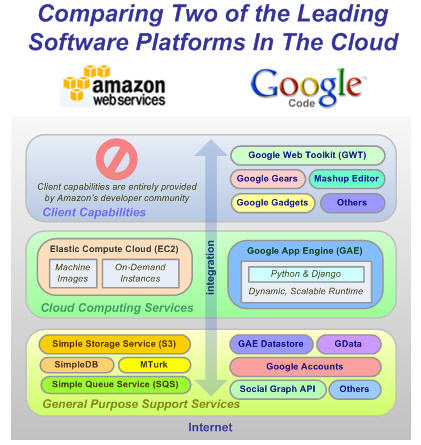 Comparing Two of the Leading
Software Platforms In The Cloud
amazon
webservices
Google
Code
Client capabilities are entirely provided
by Amazon's developer community
Client Capabilities
integration
Google Web Toolkit (GWT)
Google Gears
Mashup Editor
Google Gadgets
Others
Elastic Compute Cloud (EC2)
Machine
Images
On-Demand
Instances
Cloud Computing Services
Google App Engine (GAE)
Python & Django
Dynamic, Scalable Runtime
Simple Storage Service (S3)
SimpleDB
MTurk
Simple Queue Service (SQS)
General Purpose Support Services
GAE Datastore
GData
Google Accounts
Social Graph API
Others
Internet